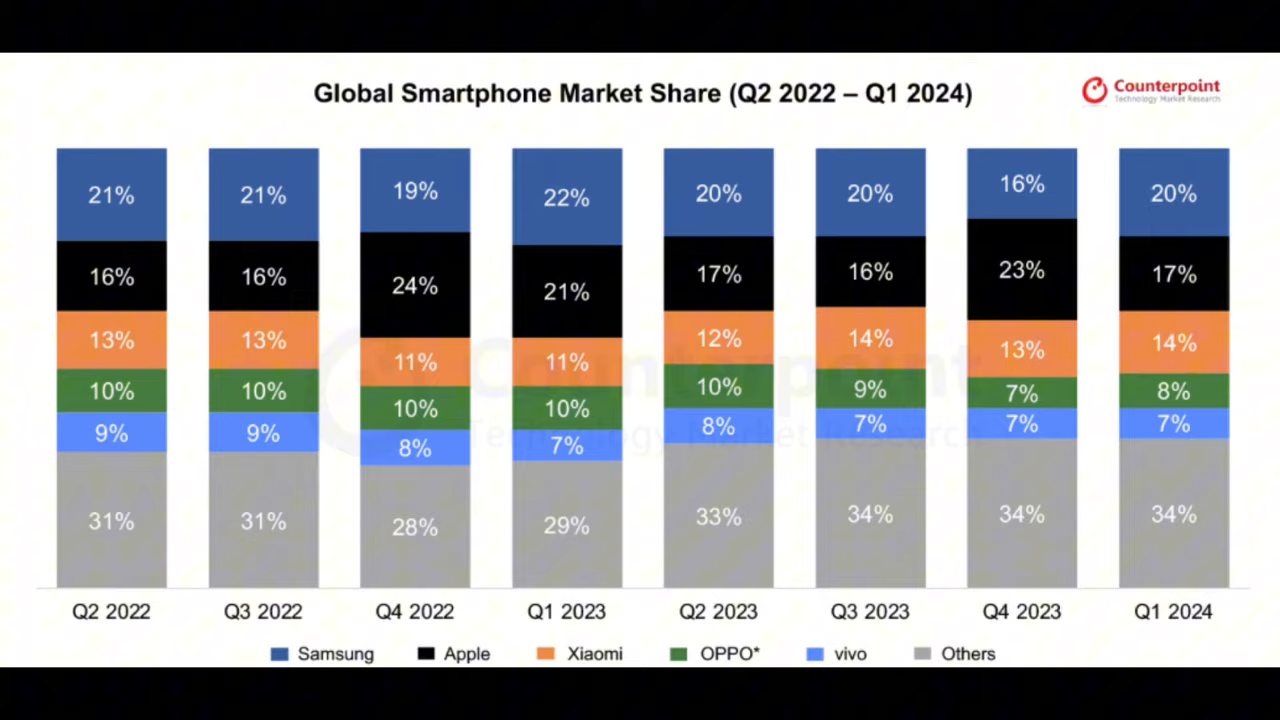 Global Smartphone Market Share (Q2 2022 – Q1 2024)
Counterpoint
Technology Market Research
21% 21% 19% 22% 20% 20% 16% 20%
16% 16% 24% 21% 17% 16% 23% 17%
13% 13% 11% 11% 12% 14% 13% 14%
10% 10% 10% 10% 10% 9% 7% 8%
9% 9% 8% 7% 8% 7% 7% 7%
31% 31% 28% 29% 33% 34% 34% 34%
Counterpoint
Technology Market Research
Q2 2022 Q3 2022 Q4 2022 Q1 2023 Q2 2023 Q3 2023 Q4 2023 Q1 2024
Samsung Apple Xiaomi OPPO* vivo Others